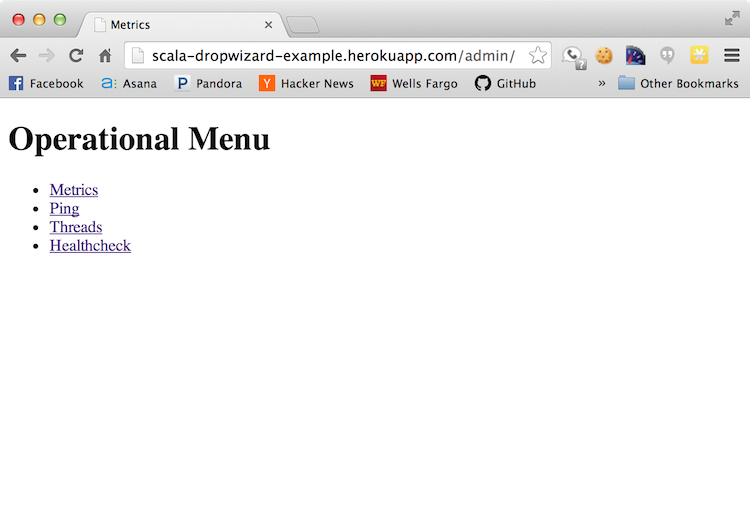 Metrics
scala-dropwizard-example.herokuapp.com/admin/
Facebook Asana Pandora Hacker News Wells Fargo GitHub » Other Bookmarks
Operational Menu
• Metrics
• Ping
• Threads
• Healthcheck